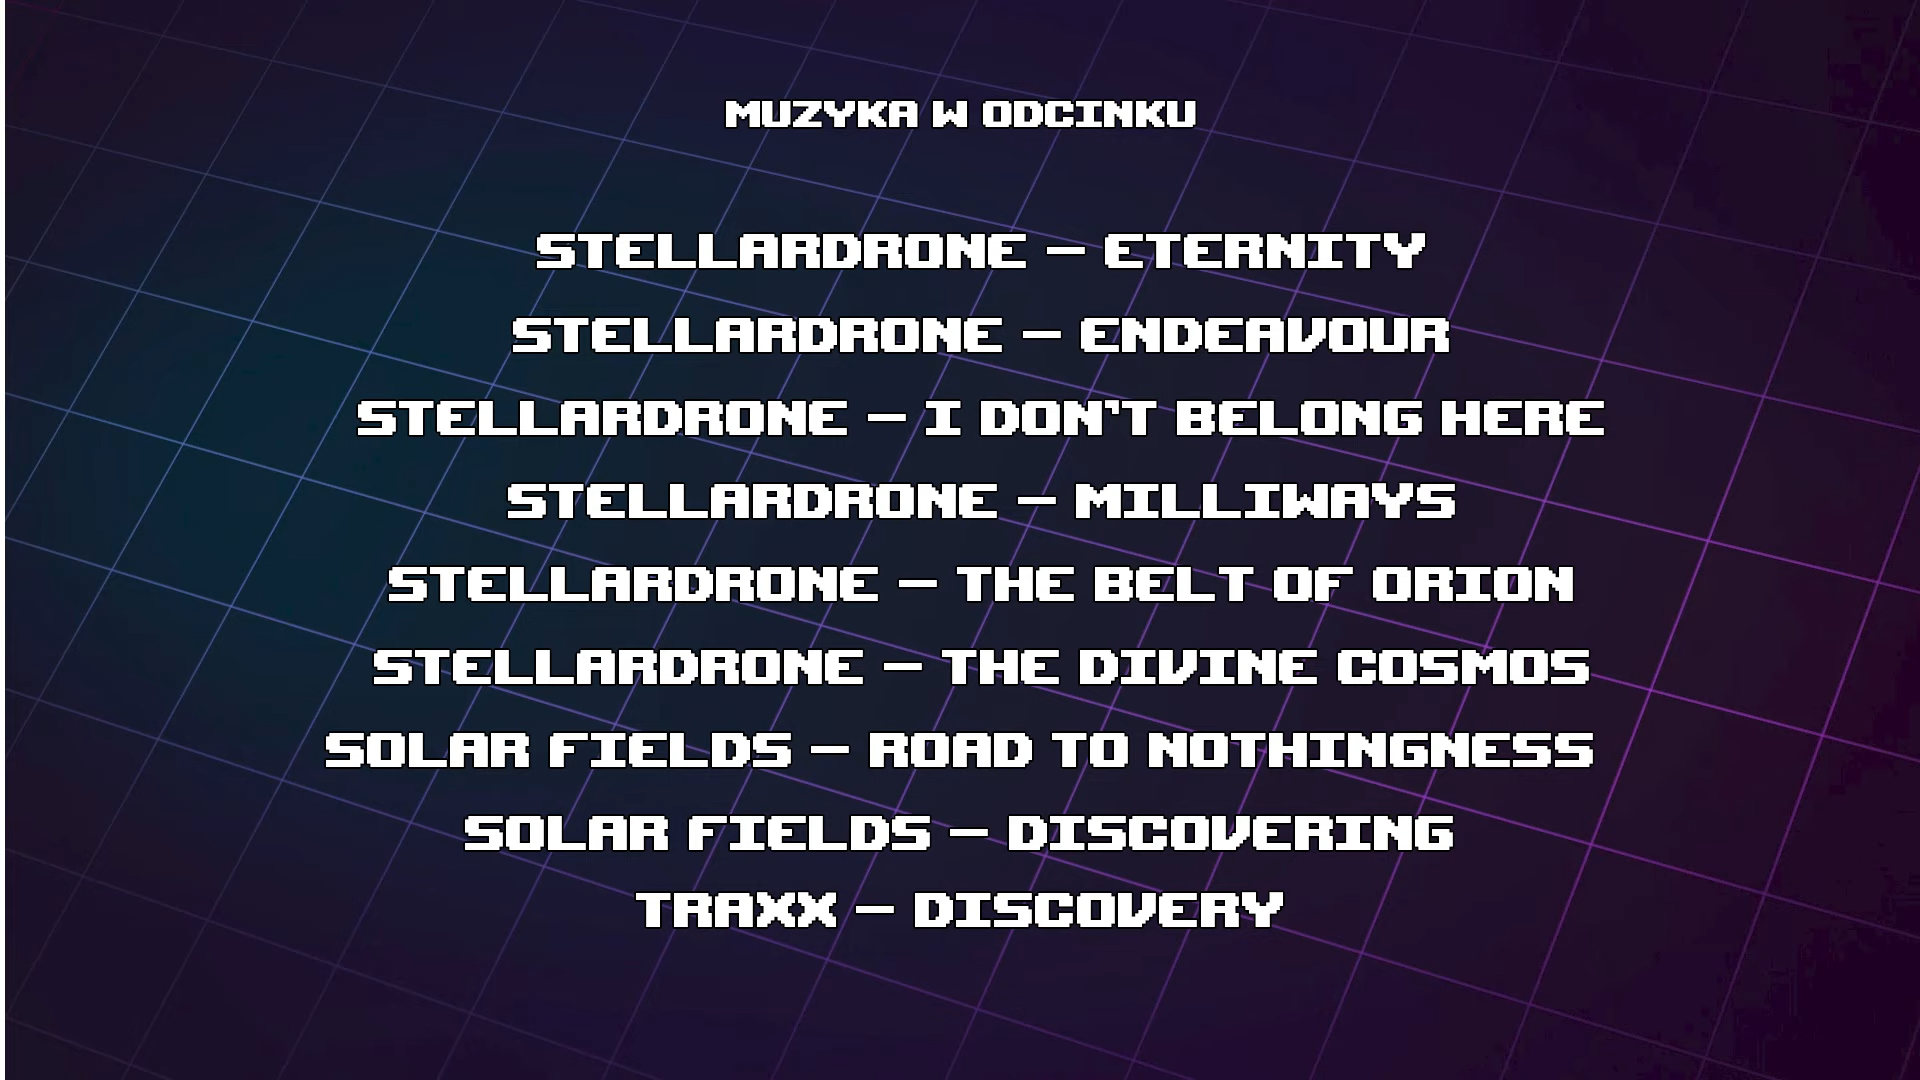 MUZYKA W ODCINKU
STELLARDRONE – ETERNITY
STELLARDRONE – ENDEAVOUR
STELLARDRONE – I DON'T BELONG HERE
STELLARDRONE – MILLIWAYS
STELLARDRONE – THE BELT OF ORION
STELLARDRONE – THE DIVINE COSMOS
SOLAR FIELDS – ROAD TO NOTHINGNESS
SOLAR FIELDS – DISCOVERING
TRAXX – DISCOVERY